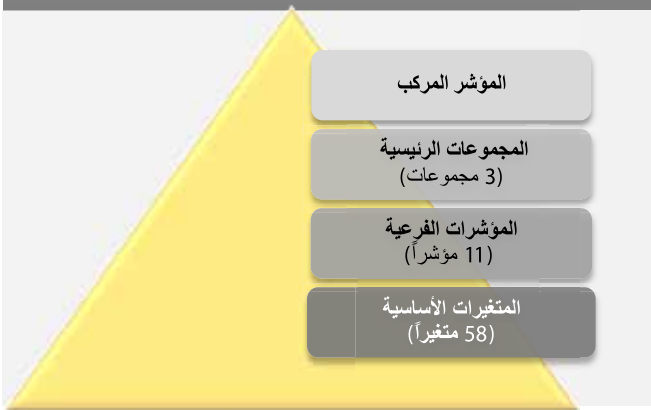 المؤشر المركب
المجموعات الرئيسية
(3 مجموعات)
المؤشرات الفرعية
(11 مؤشراً)
المتغيرات الأساسية
(58 متغيراً)